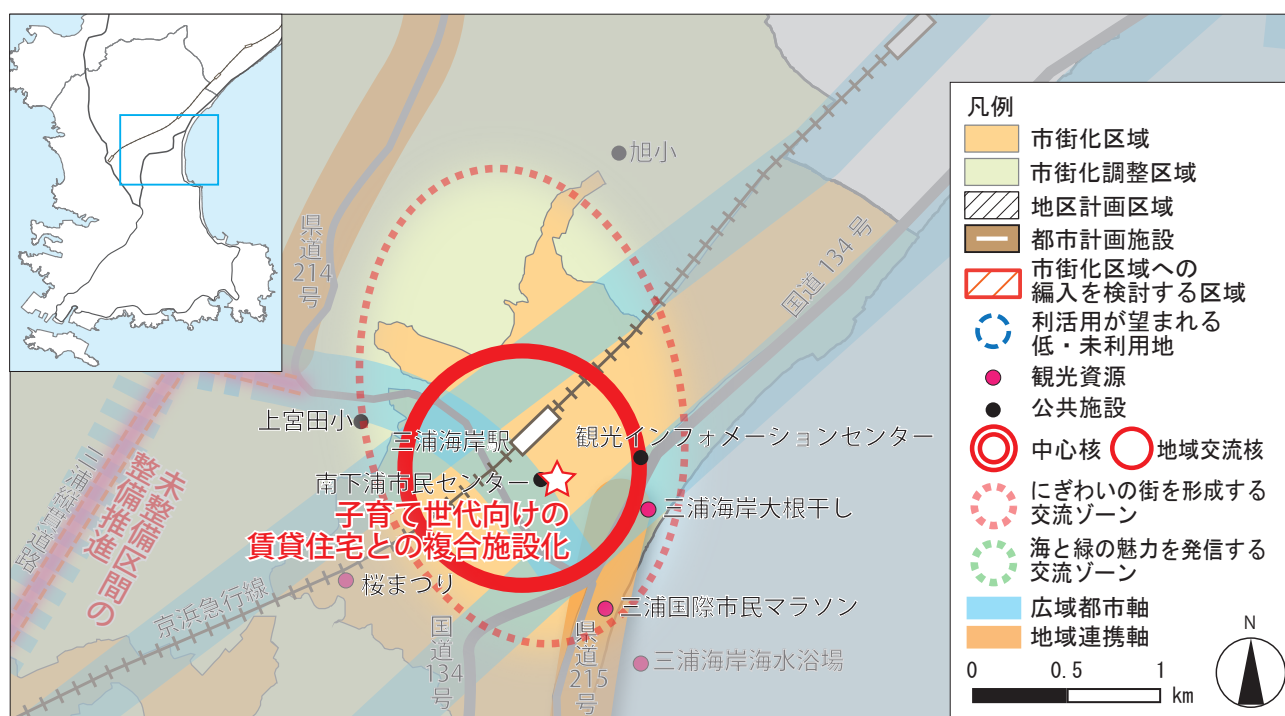 旭小
県道
214
号
国道 134 号
上宮田小
三浦海岸駅
観光インフォメーションセンター
南下浦市民センター
子育て世代向けの
賃貸住宅との複合施設化
三浦海岸大根干し
未整備区間の
整備推進
三浦縦貫道路
京浜急行線
桜まつり
国道
134
号
県道
215
号
三浦国際市民マラソン
三浦海岸海水浴場
凡例
市街化区域
市街化調整区域
地区計画区域
都市計画施設
市街化区域への
編入を検討する区域
利活用が望まれる
低・未利用地
観光資源
公共施設
中心核 地域交流核
にぎわいの街を形成する
交流ゾーン
海と緑の魅力を発信する
交流ゾーン
広域都市軸
地域連携軸
0 0.5 1
km
N